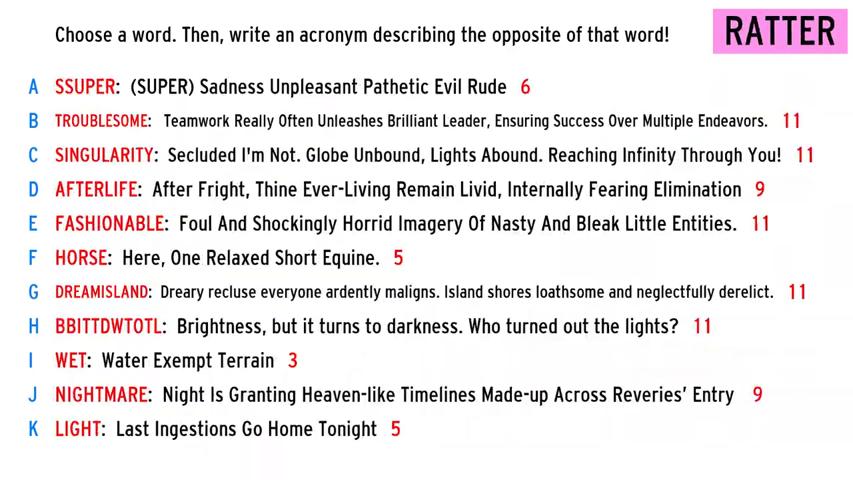 Choose a word. Then, write an acronym describing the opposite of that word!
RATTER
A SSUPER: (SUPER) Sadness Unpleasant Pathetic Evil Rude 6
B TROUBLESOME: Teamwork Really Often Unleashes Brilliant Leader, Ensuring Success Over Multiple Endeavors. 11
C SINGULARITY: Secluded I'm Not. Globe Unbound, Lights Abound. Reaching Infinity Through You! 11
D AFTERLIFE: After Fright, Thine Ever-Living Remain Livid, Internally Fearing Elimination 9
E FASHIONABLE: Foul And Shockingly Horrid Imagery Of Nasty And Bleak Little Entities. 11
F HORSE: Here, One Relaxed Short Equine. 5
G DREAMISLAND: Dreary recluse everyone ardently maligns. Island shores loathsome and neglectfully derelict. 11
H BBITTDWTOTL: Brightness, but it turns to darkness. Who turned out the lights? 11
I WET: Water Exempt Terrain 3
J NIGHTMARE: Night Is Granting Heaven-like Timelines Made-up Across Reveries’ Entry 9
K LIGHT: Last Ingestions Go Home Tonight 5